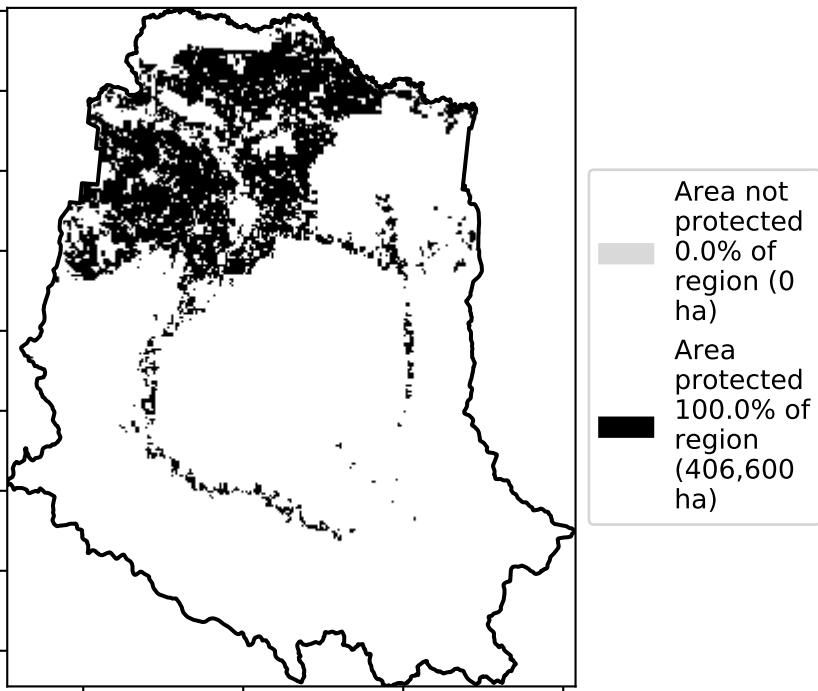 Area not
protected
0.0% of
region (0
ha)
Area
protected
100.0% of
region
(406,600
ha)